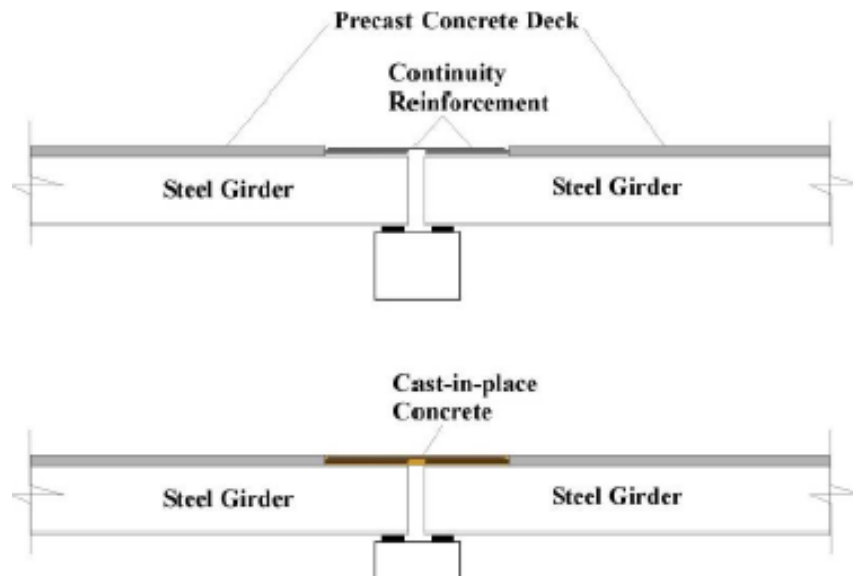 Precast Concrete Deck
Continuity
Reinforcement
Steel Girder
Steel Girder
Cast-in-place
Concrete
Steel Girder
Steel Girder